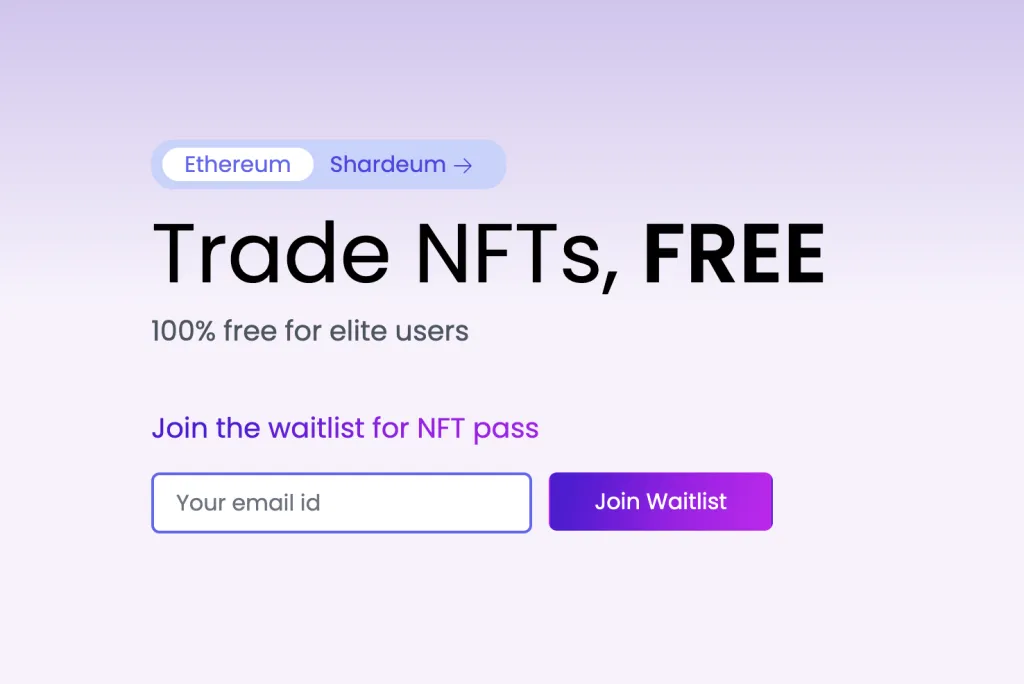 Ethereum Shardeum →
Trade NFTs, FREE
100% free for elite users
Join the waitlist for NFT pass
Your email id Join Waitlist